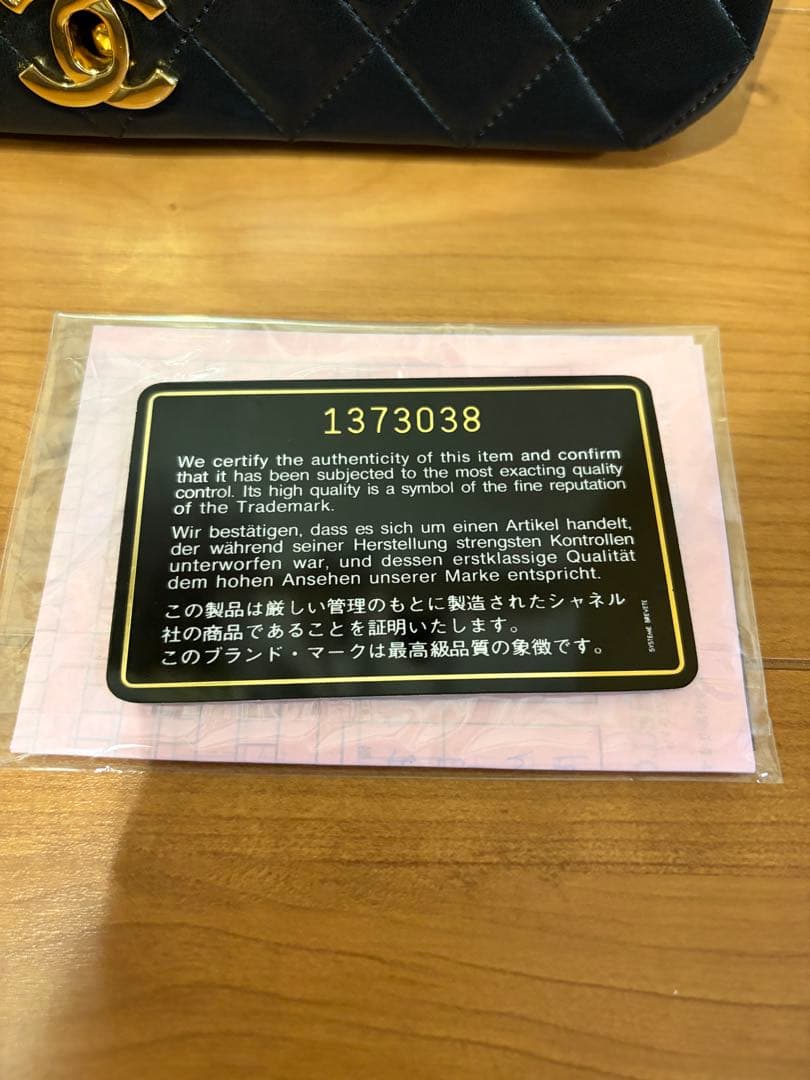 1373038
We certify the authenticity of this item and confirm
that it has been subjected to the most exacting quality
control. Its high quality is a symbol of the fine reputation
of the Trademark.
Wir bestätigen, dass es sich um einen Artikel handelt,
der während seiner Herstellung strengsten Kontrollen
unterworfen war, und dessen erstklassige Qualität
dem hohen Ansehen unserer Marke entspricht.
この製品は厳しい管理のもとに製造されたシャネル
社の商品であることを証明いたします。
このブランド・マークは最高級品質の象徴です。
SYSTEME BREVETE